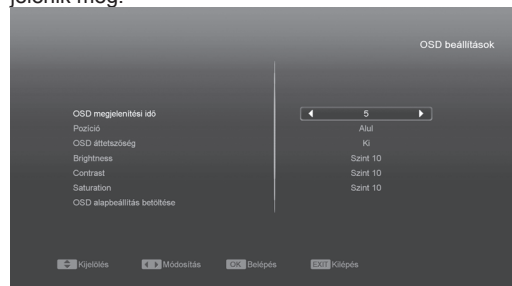 jelenik meg.
OSD beállítások
OSD megjelenítési idő 5
Pozíció Alul
OSD áttetszőség Ki
Brightness Szint 10
Contrast Szint 10
Saturation Szint 10
OSD alapbeállítás betöltése
Kijelölés Módosítás OK Belépés EXIT Kilépés